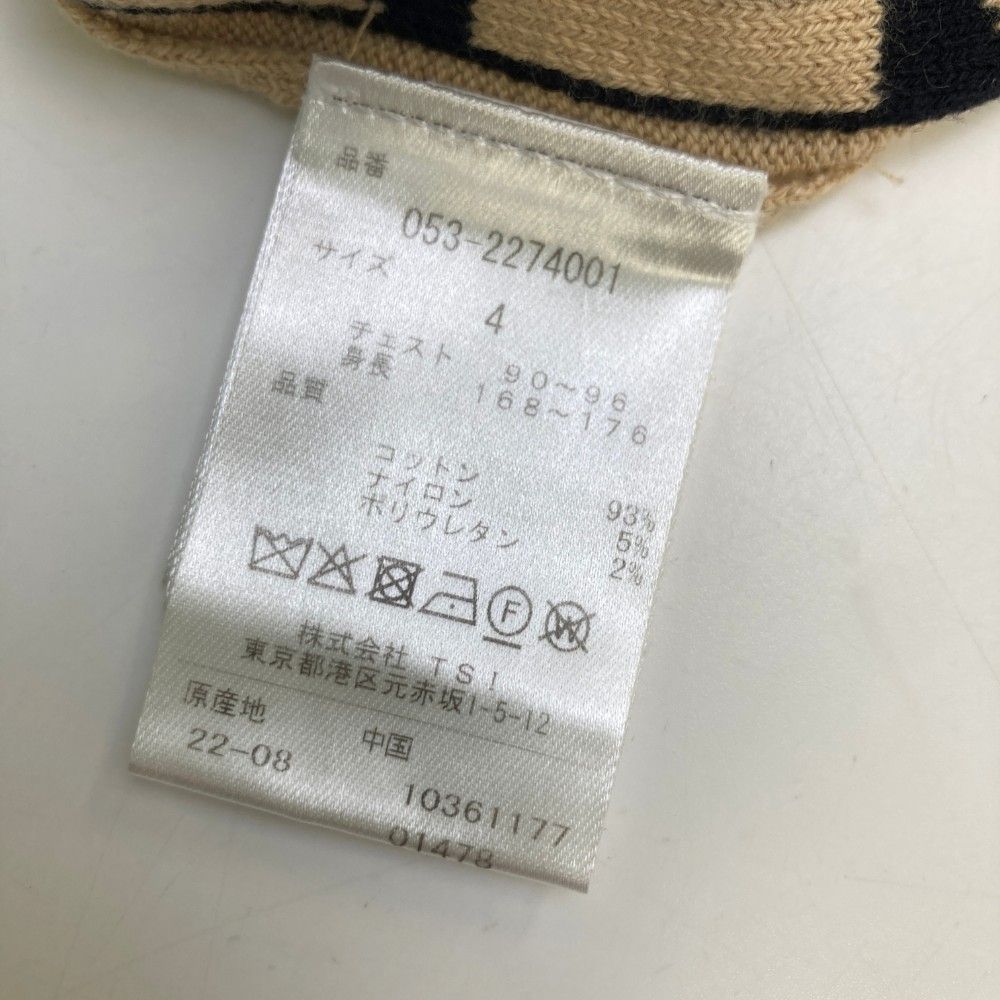 品番
053-2274001
サイズ
4
チェスト 90〜96
身長 168〜176
品質
コットン 93%
ナイロン 5%
ポリウレタン 2%
F W
株式会社 TSI
東京都港区元赤坂1-5-12
原産地 中国
22-08
10361177
01478